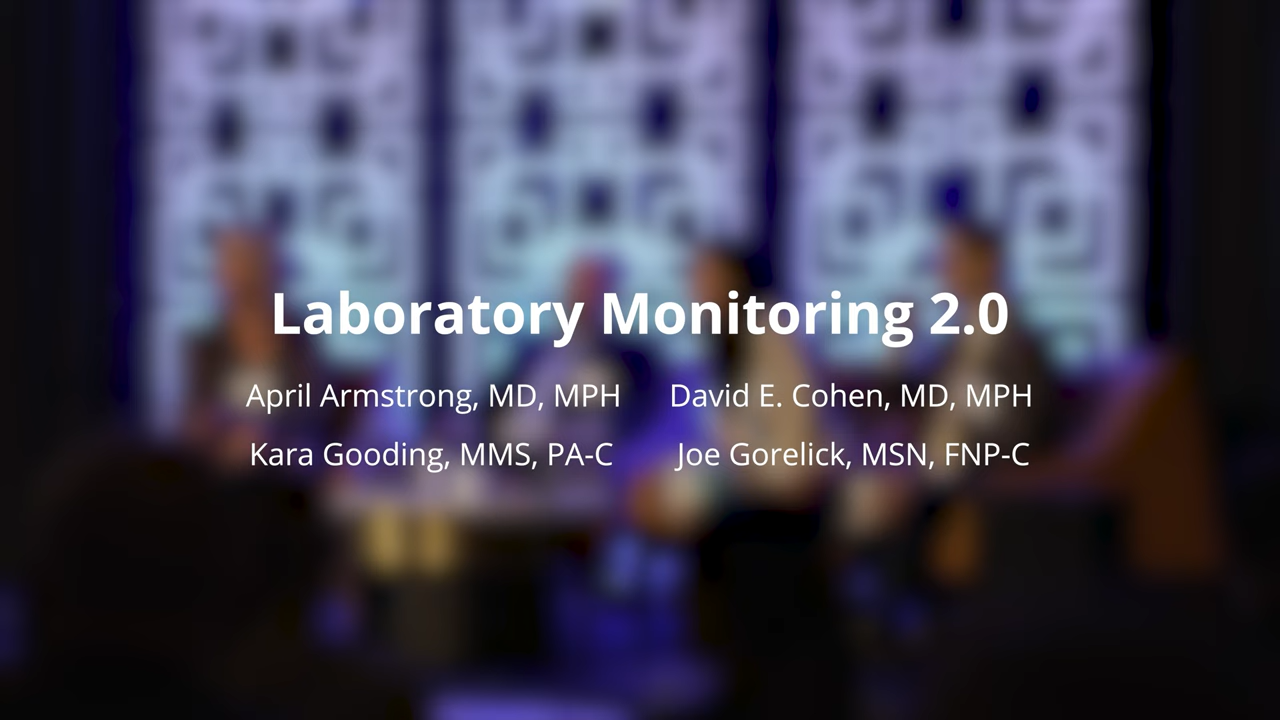 Laboratory Monitoring 2.0
April Armstrong, MD, MPH David E. Cohen, MD, MPH
Kara Gooding, MMS, PA-C Joe Gorelick, MSN, FNP-C